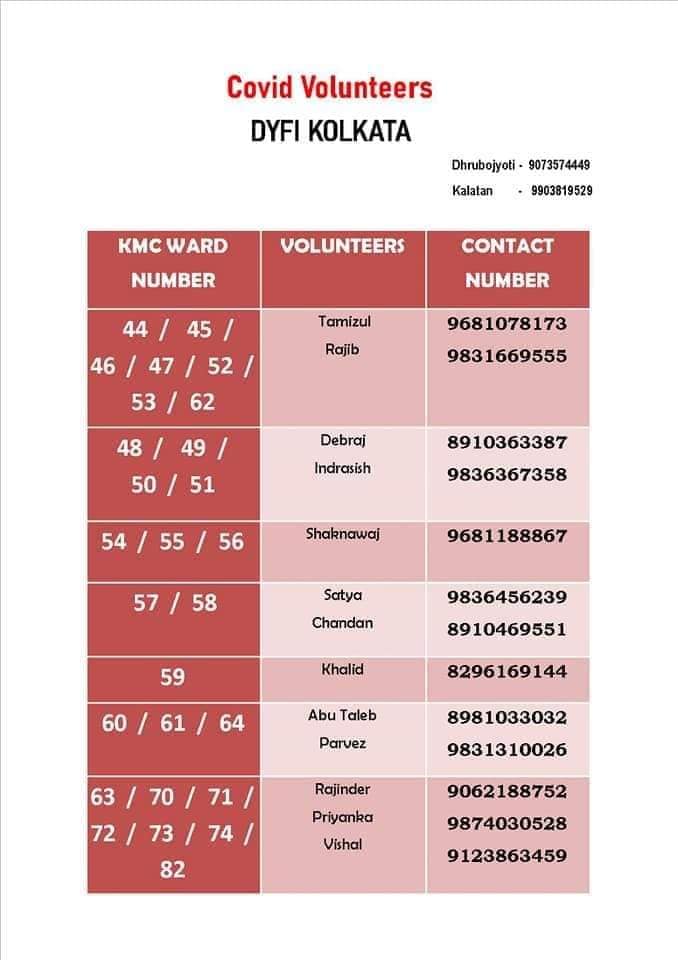 Covid Volunteers
DYFI KOLKATA
Dhrubojyoti - 9073574449
Kalatan - 9903819529
KMC WARD NUMBER
VOLUNTEERS
CONTACT NUMBER
44 / 45 /
46 / 47 / 52 /
53 / 62
Tamizul
Rajib
9681078173
9831669555
48 / 49 /
50 / 51
Debraj
Indrasish
8910363387
9836367358
54 / 55 / 56
Shaknawaj
9681188867
57 / 58
Satya
Chandan
9836456239
8910469551
59
Khalid
8296169144
60 / 61 / 64
Abu Taleb
Parvez
8981033032
9831310026
63 / 70 / 71 /
72 / 73 / 74 /
82
Rajinder
Priyanka
Vishal
9062188752
9874030528
9123863459